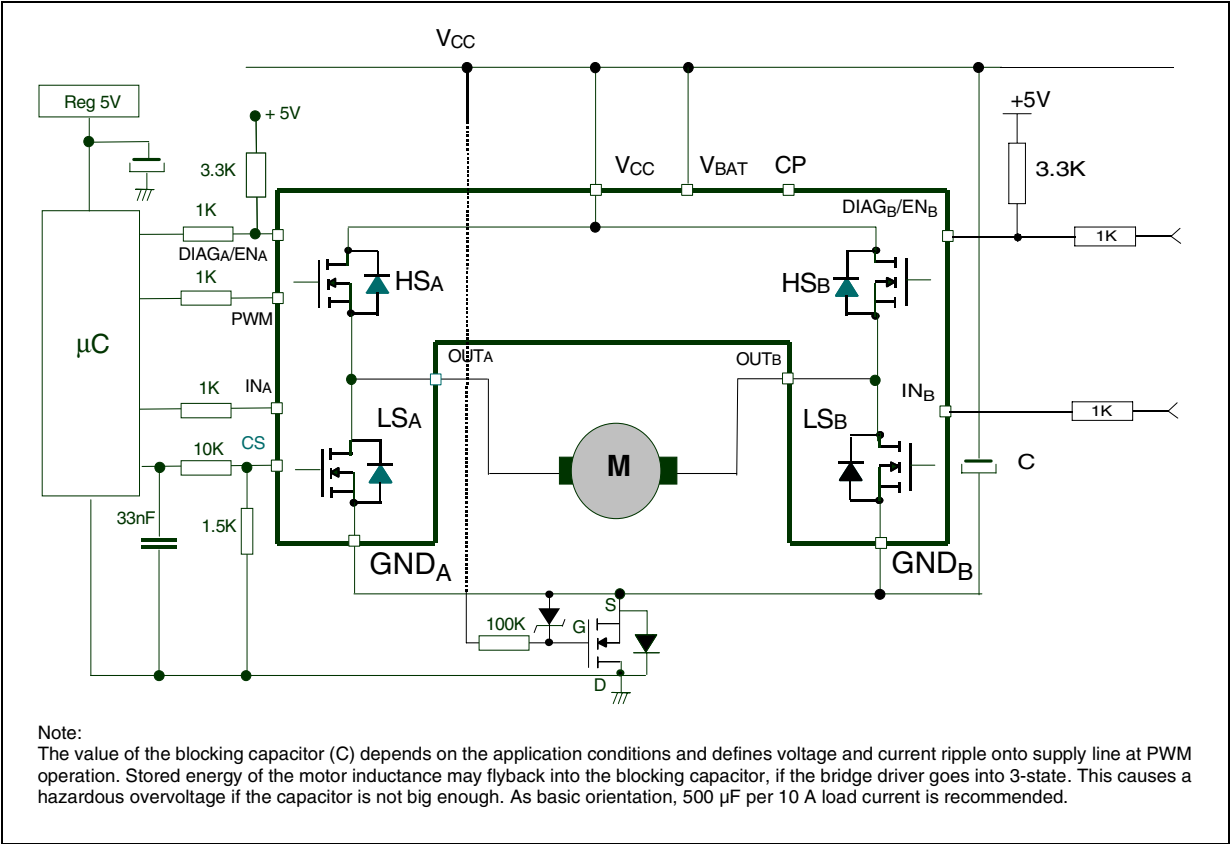 VCC
Reg 5V
+ 5V
+5V
3.3K
VCC
VBAT
CP
3.3K
1K
DIAGB/ENB
DIAGA/ENA
1K
1K
HSA
HSB
PWM
µC
OUTA
OUTB
1K
INA
INB
1K
LSA
LSB
10K
CS
M
C
33nF
1.5K
GNDA
GNDB
S
100K
G
D
Note:
The value of the blocking capacitor (C) depends on the application conditions and defines voltage and current ripple onto supply line at PWM
operation. Stored energy of the motor inductance may flyback into the blocking capacitor, if the bridge driver goes into 3-state. This causes a
hazardous overvoltage if the capacitor is not big enough. As basic orientation, 500 µF per 10 A load current is recommended.